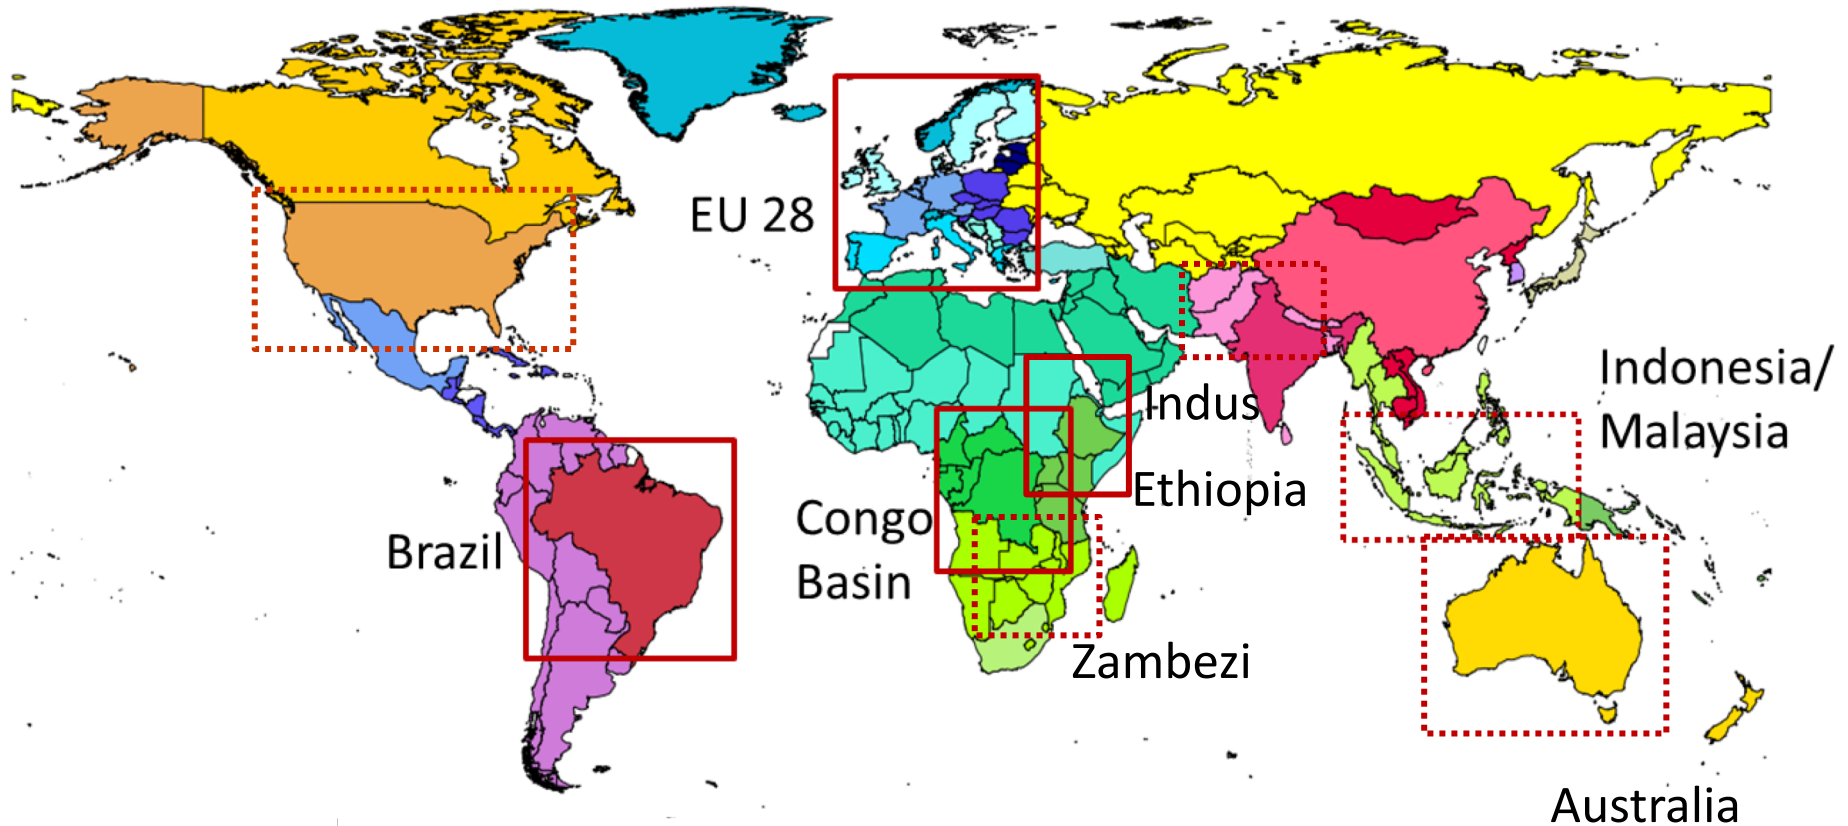 EU 28
Indus
Indonesia/
Malaysia
Ethiopia
Congo
Basin
Brazil
Zambezi
Australia